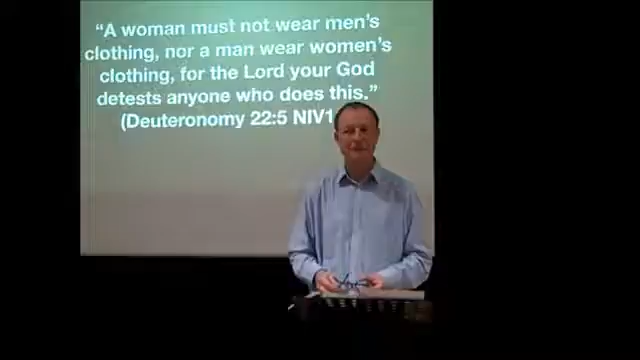 “A woman must not wear men’s
clothing, nor a man wear women’s
clothing, for the Lord your God
detests anyone who does this.”
(Deuteronomy 22:5 NIV1